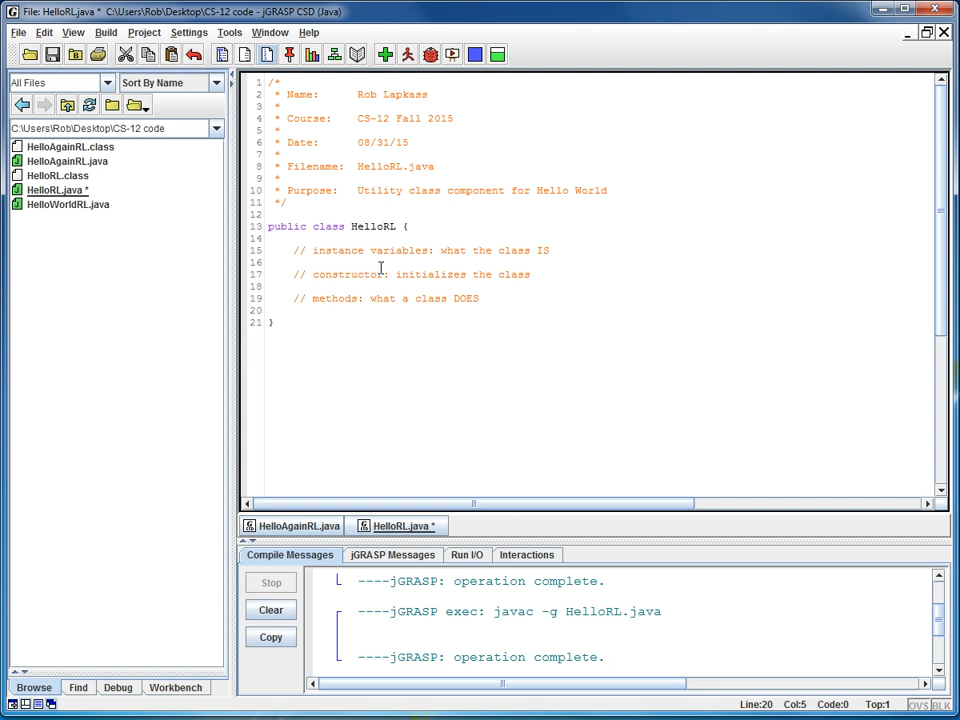 File: HelloRL.java * C:\Users\Rob\Desktop\CS-12 code - jGRASP CSD (Java)
File Edit View Build Project Settings Tools Window Help
All Files Sort By Name
C:\Users\Rob\Desktop\CS-12 code
HelloAgainRL.class
HelloAgainRL.java
HelloRL.class
HelloRL.java *
HelloWorldRL.java
Browse Find Debug Workbench
1 /*
2 * Name: Rob Lapkass
3 *
4 * Course: CS-12 Fall 2015
5 *
6 * Date: 08/31/15
7 *
8 * Filename: HelloRL.java
9 *
10 * Purpose: Utility class component for Hello World
11 */
12
13 public class HelloRL {
14
15 // instance variables: what the class IS
16
17 // constructor: initializes the class
18
19 // methods: what a class DOES
20
21 }
HelloAgainRL.java HelloRL.java *
Compile Messages jGRASP Messages Run I/O Interactions
Stop
Clear
Copy
----jGRASP: operation complete.
----jGRASP exec: javac -g HelloRL.java
----jGRASP: operation complete.
Line:20 Col:5 Code:0 Top:1 OVS BLK